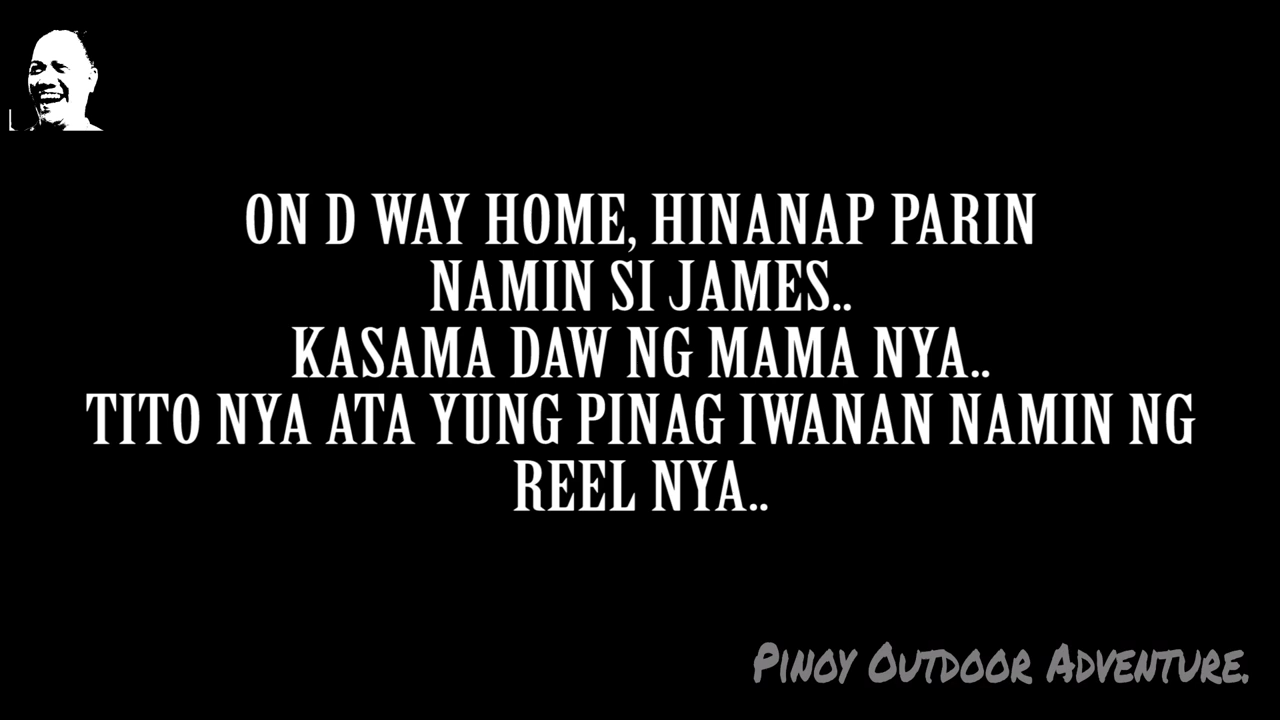 ON D WAY HOME, HINANAP PARIN
NAMIN SI JAMES..
KASAMA DAW NG MAMA NYA..
TITO NYA ATA YUNG PINAG IWANAN NAMIN NG
REEL NYA..
PINOY OUTDOOR ADVENTURE.